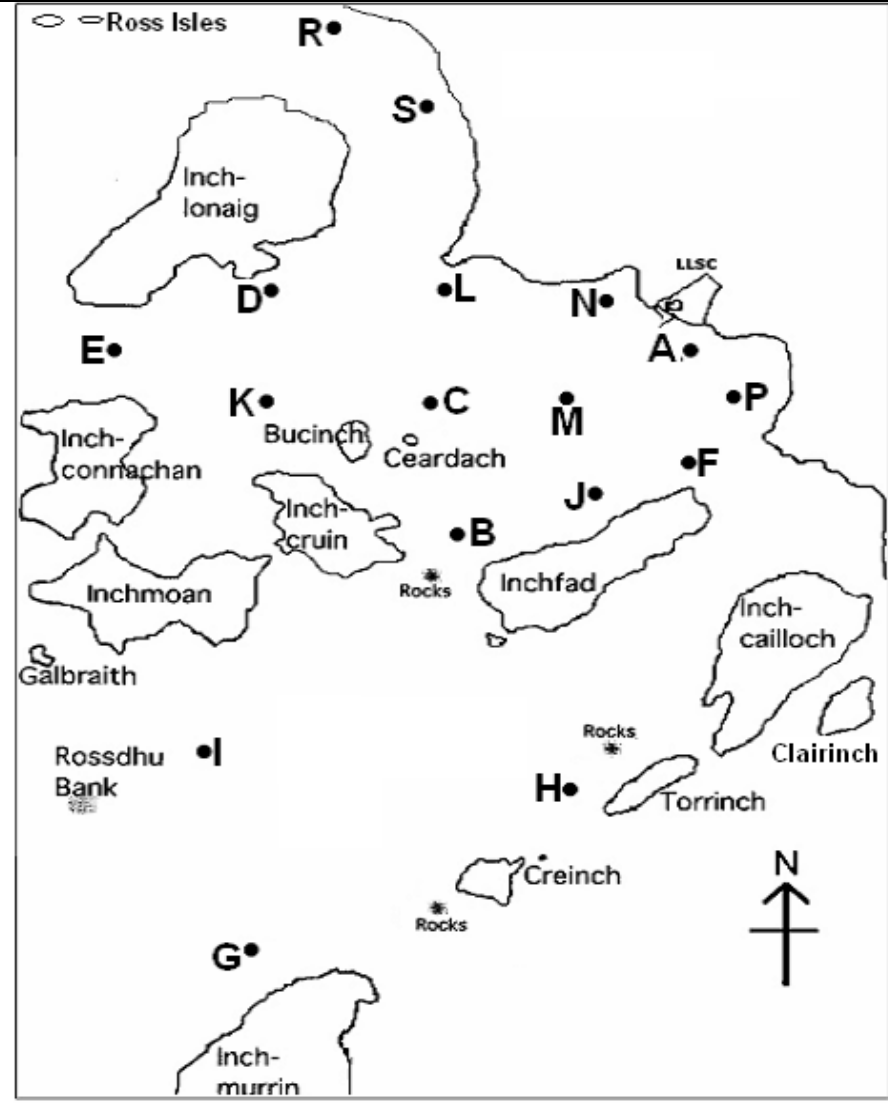 Ross Isles
R
S
Inch-
lonaig
LLSC
D
L
N
E
A
K
C
M
P
Inch-
connachan
Bucinch
Ceardach
F
J
Inch-
cruin
B
Rocks
Inchfad
Inchmoan
Inch-
cailloch
Galbraith
Rossdhu
Bank
I
Rocks
Clairinch
H
Torrinch
Creinch
N
Rocks
G
Inch-
murrin